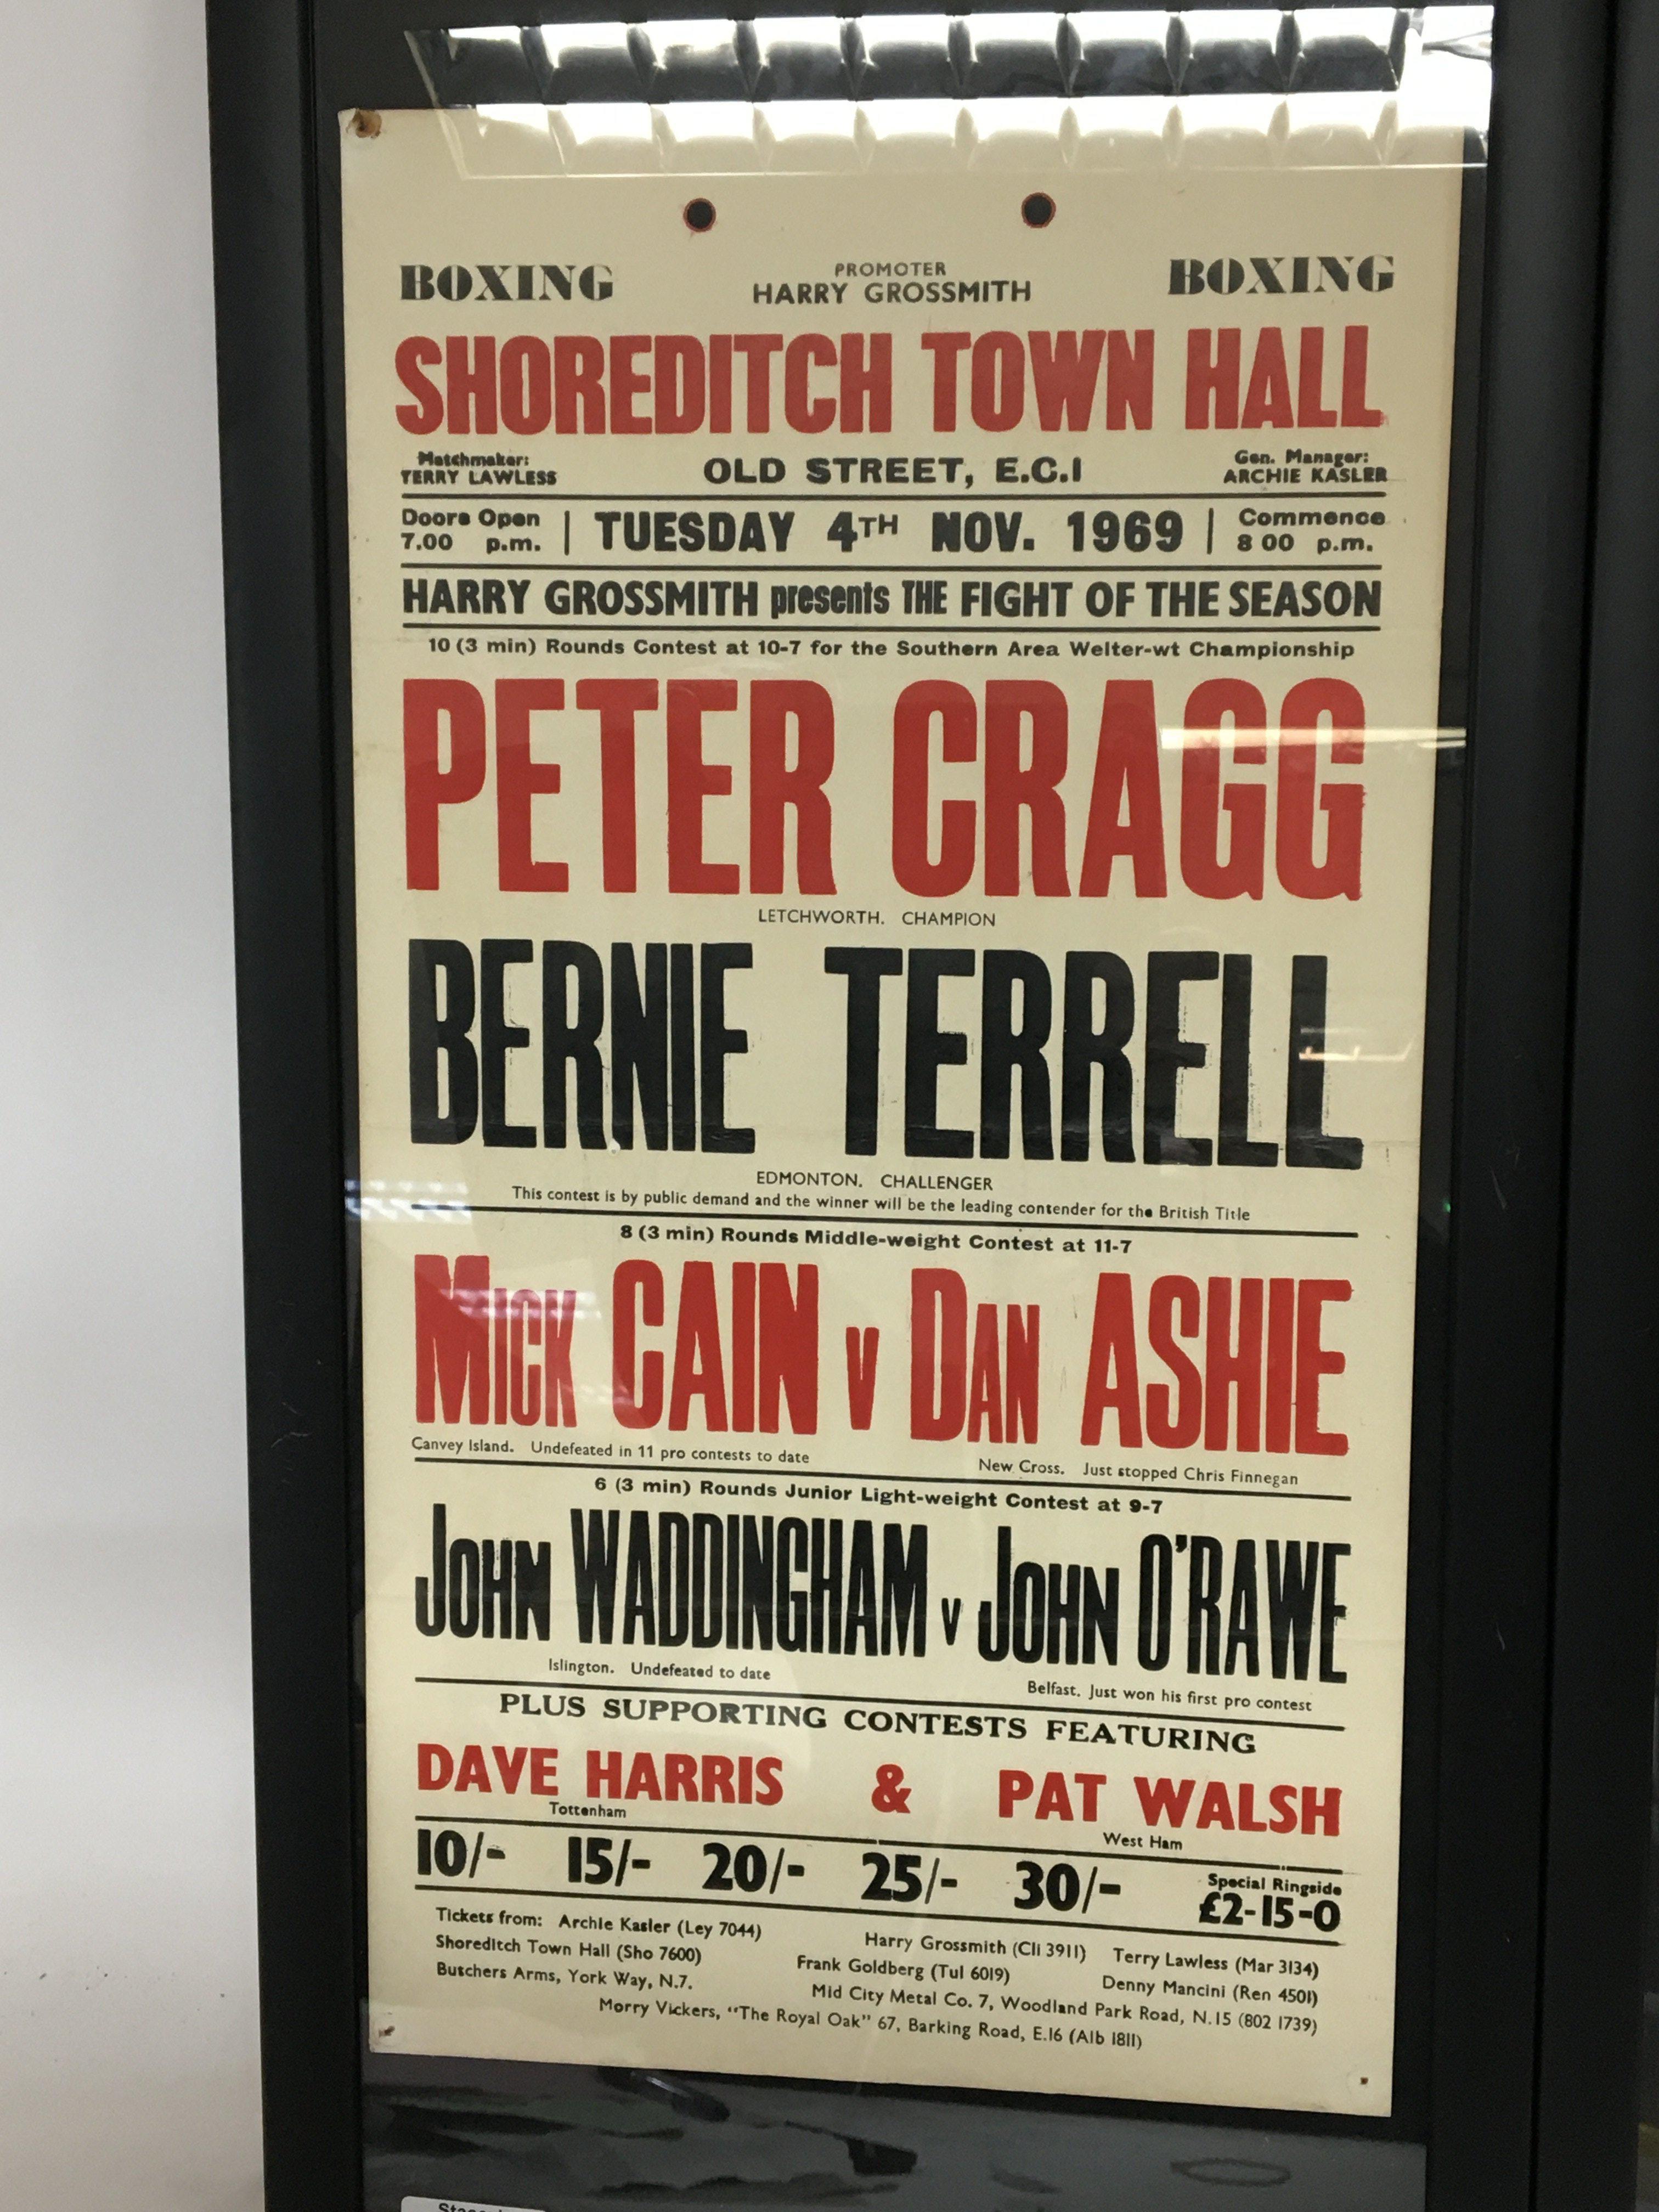 BOXING PROMOTER BOXING
HARRY GROSSMITH
SHOREDITCH TOWN HALL
Matchmaker: Gen. Manager:
TERRY LAWLESS OLD STREET, E.C.1 ARCHIE KASLER
Doors Open Commence
7.00 p.m. | TUESDAY 4TH NOV. 1969 | 8 00 p.m.
HARRY GROSSMITH presents THE FIGHT OF THE SEASON
10 (3 min) Rounds Contest at 10-7 for the Southern Area Welter-wt Championship
PETER CRAGG
LETCHWORTH. CHAMPION
BERNIE TERRELL
EDMONTON. CHALLENGER
This contest is by public demand and the winner will be the leading contender for the British Title
8 (3 min) Rounds Middle-weight Contest at 11-7
MICK CAIN v DAN ASHIE
Canvey Island. Undefeated in 11 pro contests to date New Cross. Just stopped Chris Finnegan
6 (3 min) Rounds Junior Light-weight Contest at 9-7
JOHN WADDINGHAM v JOHN O'RAWE
Islington. Undefeated to date Belfast. Just won his first pro contest
PLUS SUPPORTING CONTESTS FEATURING
DAVE HARRIS & PAT WALSH
Tottenham West Ham
10/- 15/- 20/- 25/- 30/- Special Ringside
£2-15-0
Tickets from: Archie Kasler (Ley 7044) Harry Grossmith (Cli 3911) Terry Lawless (Mar 3134)
Shoreditch Town Hall (Sho 7600) Frank Goldberg (Tul 6019) Denny Mancini (Ren 4501)
Butchers Arms, York Way, N.7. Mid City Metal Co. 7, Woodland Park Road, N.15 (802 1739)
Morry Vickers, "The Royal Oak" 67, Barking Road, E.16 (Alb 1811)